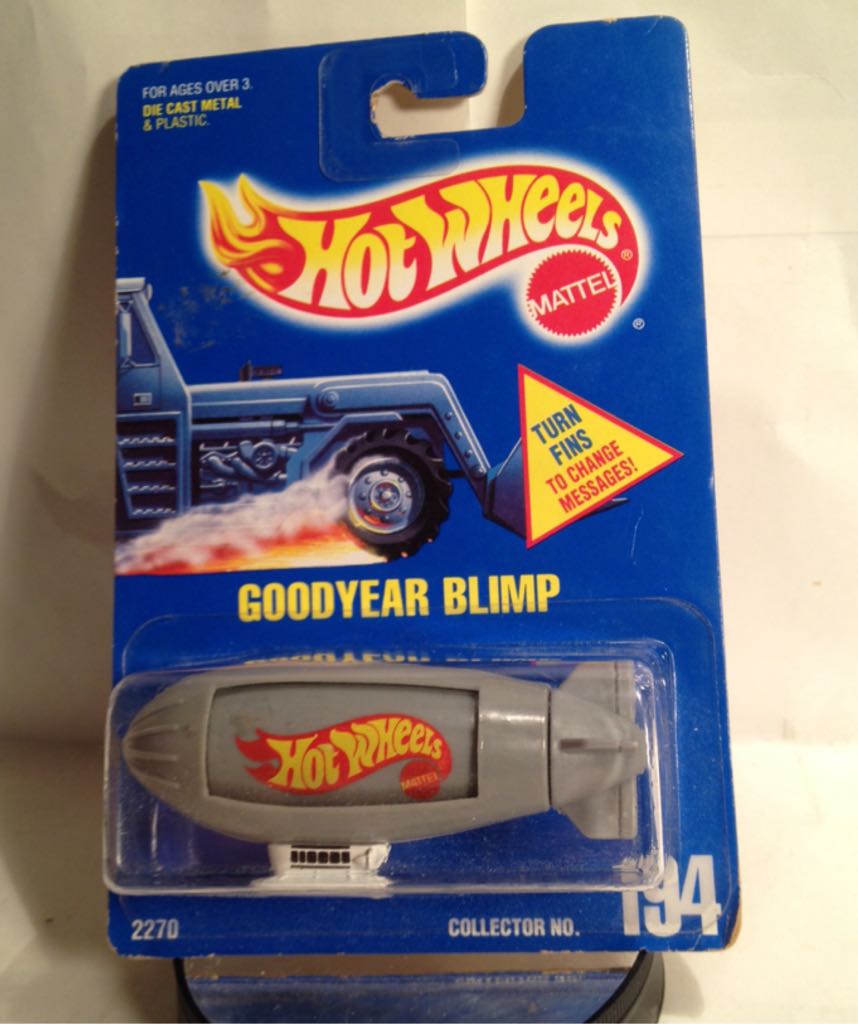 FOR AGES OVER 3.
DIE CAST METAL
& PLASTIC.
HOT WHEELS®
MATTEL
®
TURN
FINS
TO CHANGE
MESSAGES!
GOODYEAR BLIMP
HOT WHEELS
MATTEL
2270
COLLECTOR NO. 194